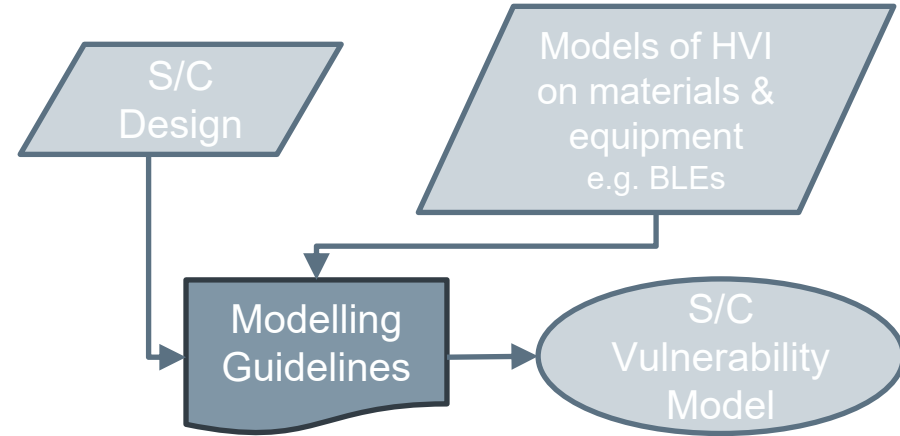 S/C
Design
Models of HVI
on materials &
equipment
e.g. BLEs
Modelling
Guidelines
S/C
Vulnerability
Model